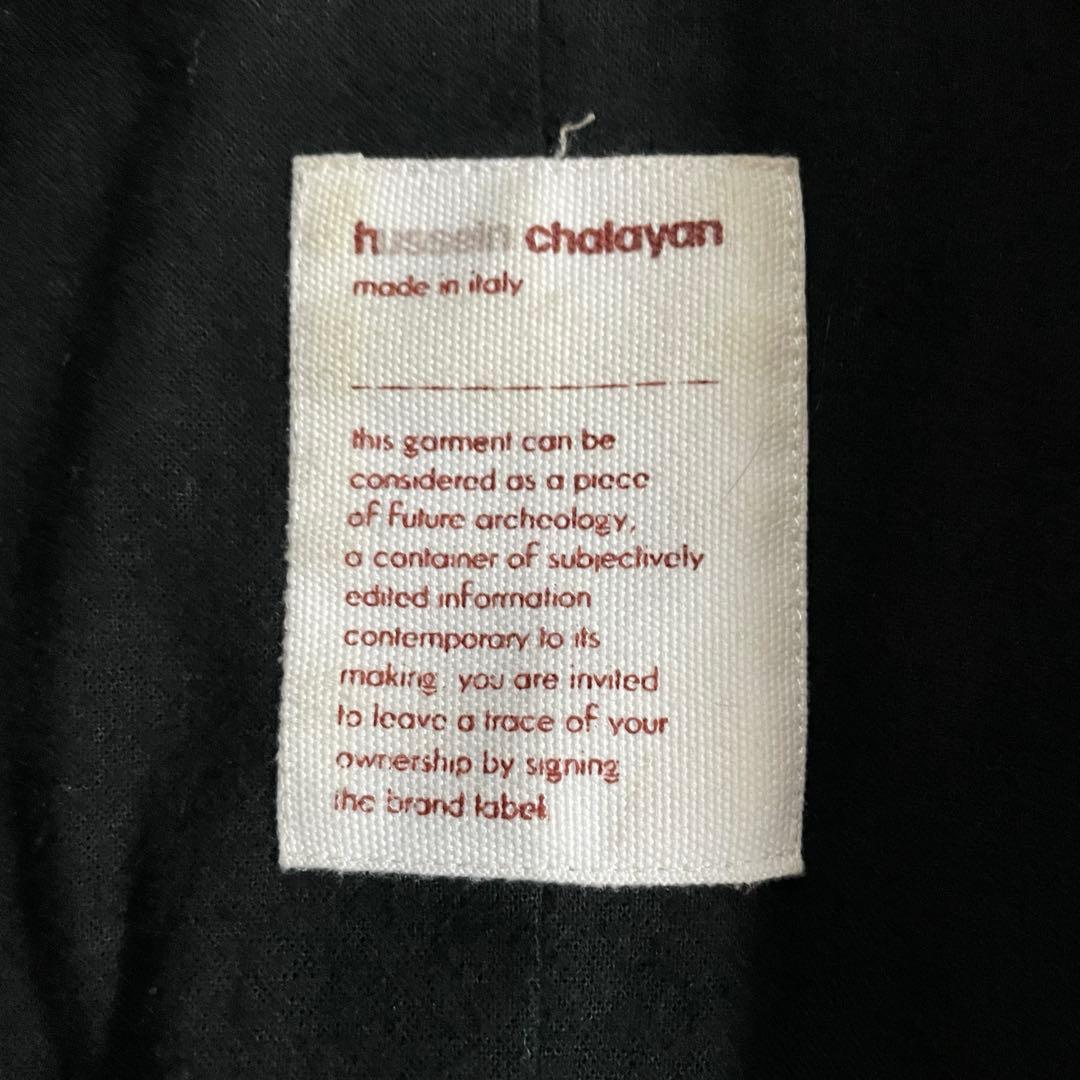 hussein chalayan
made in italy
this garment can be
considered as a piece
of future archeology,
a container of subjectively
edited information
contemporary to its
making. you are invited
to leave a trace of your
ownership by signing
the brand label.